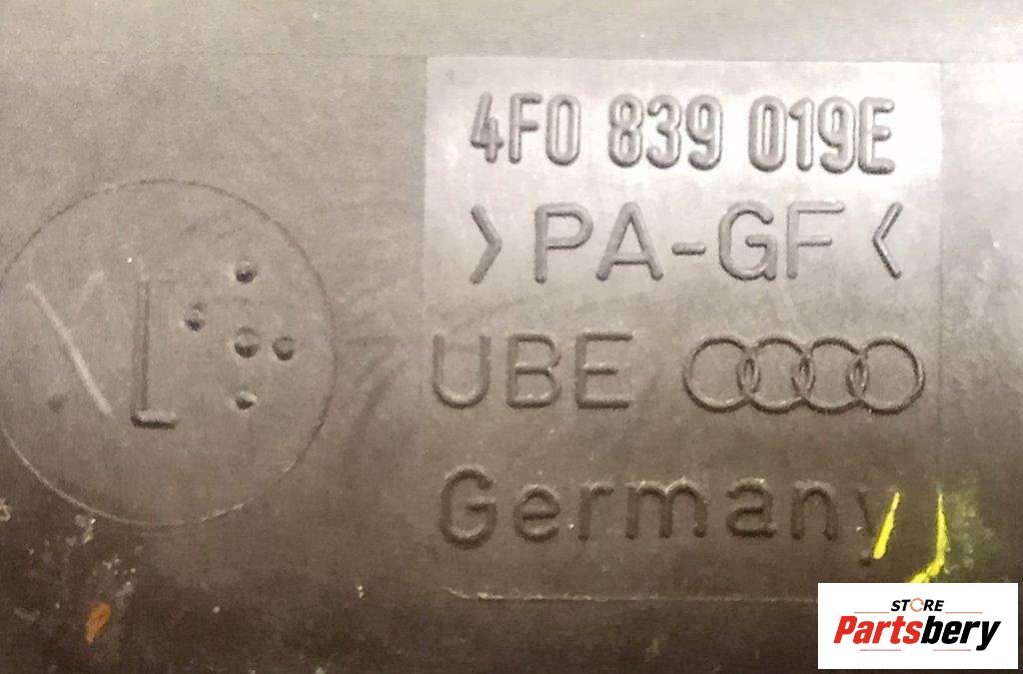 4F0 839 019E
>PA-GF<
UBE
Germany
STORE
Partsbery